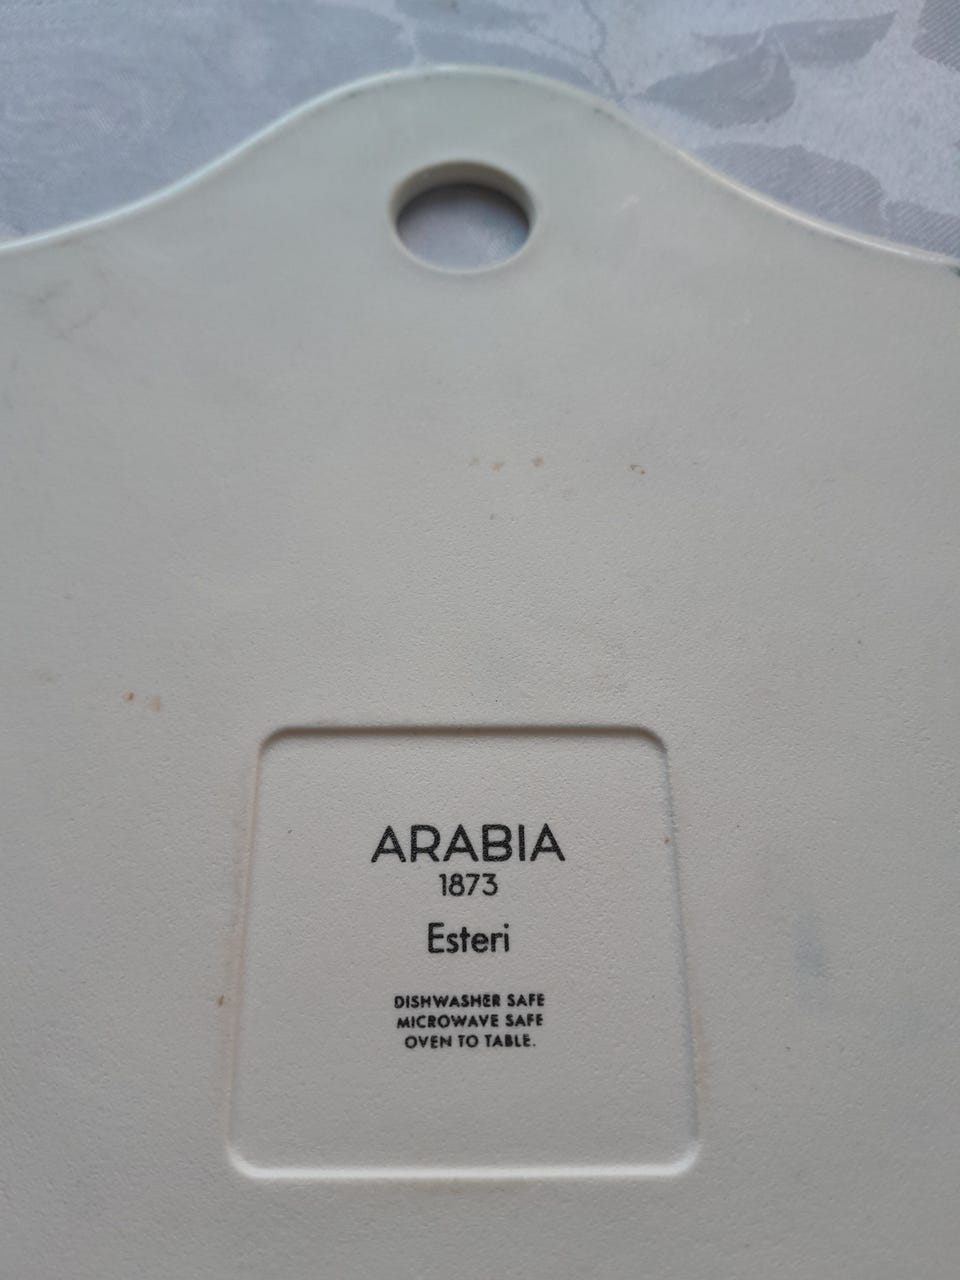 ARABIA
1873
Esteri
DISHWASHER SAFE
MICROWAVE SAFE
OVEN TO TABLE.